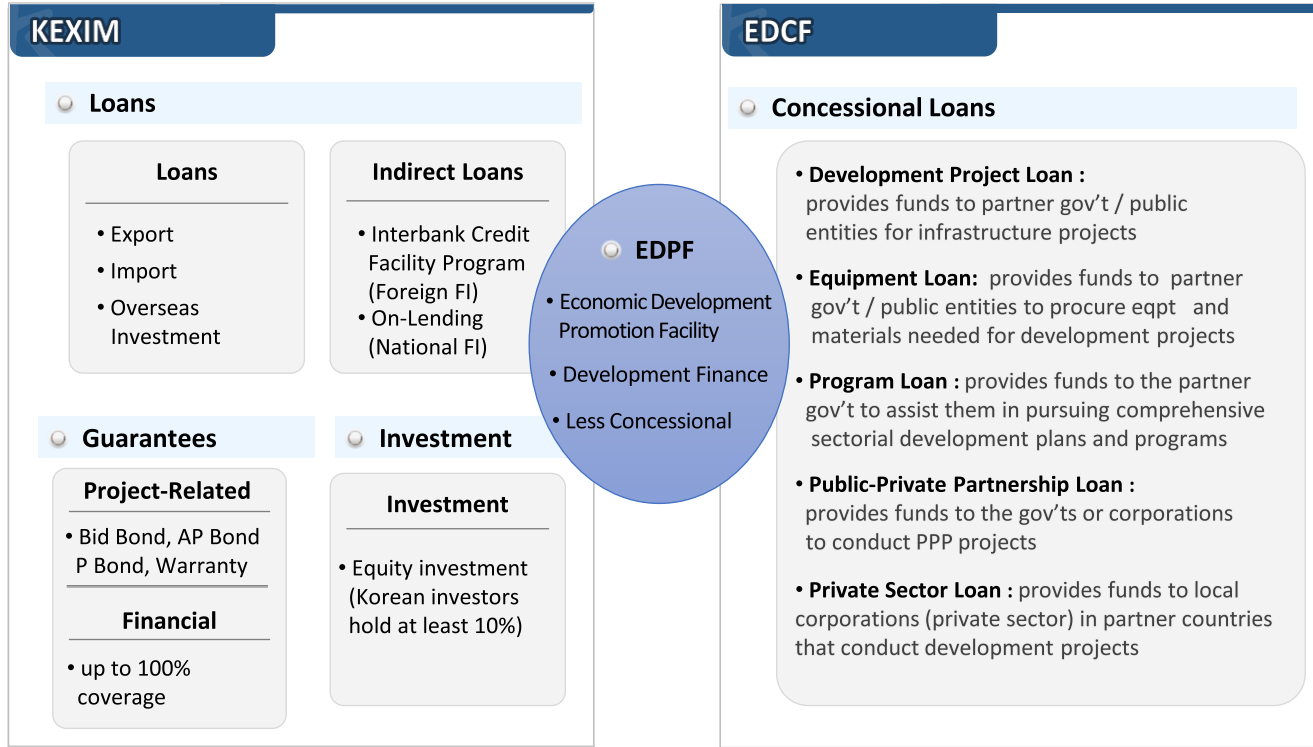 KEXIM
Loans
Loans
• Export
• Import
• Overseas
Investment
Indirect Loans
• Interbank Credit
Facility Program
(Foreign FI)
• On-Lending
(National FI)
Guarantees
Project-Related
• Bid Bond, AP Bond
P Bond, Warranty
Financial
• up to 100%
coverage
Investment
Investment
• Equity investment
(Korean investors
hold at least 10%)
EDPF
• Economic Development
Promotion Facility
• Development Finance
• Less Concessional
EDCF
Concessional Loans
• Development Project Loan :
provides funds to partner gov’t / public
entities for infrastructure projects
• Equipment Loan: provides funds to partner
gov’t / public entities to procure eqpt and
materials needed for development projects
• Program Loan : provides funds to the partner
gov’t to assist them in pursuing comprehensive
sectorial development plans and programs
• Public-Private Partnership Loan :
provides funds to the gov’ts or corporations
to conduct PPP projects
• Private Sector Loan : provides funds to local
corporations (private sector) in partner countries
that conduct development projects